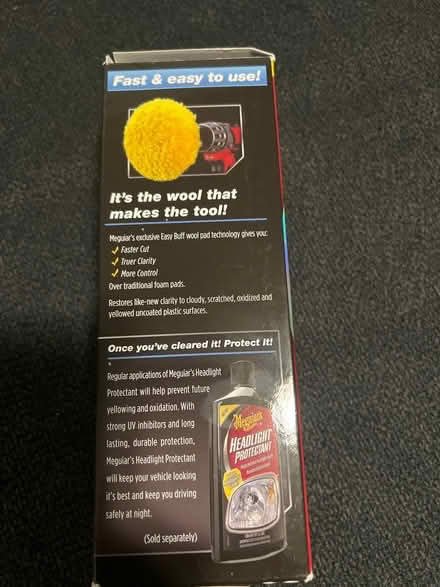 Fast & easy to use!
It's the wool that
makes the tool!
Meguiar's exclusive Easy Buff wool pad technology gives you:
✓ Faster Cut
✓ Truer Clarity
✓ More Control
Over traditional foam pads.
Restores like-new clarity to cloudy, scratched, oxidized and
yellowed uncoated plastic surfaces.
Once you've cleared it! Protect it!
Regular applications of Meguiar's Headlight
Protectant will help prevent future
yellowing and oxidation. With
strong UV inhibitors and long
lasting, durable protection,
Meguiar's Headlight Protectant
will keep your vehicle looking
it's best and keep you driving
safely at night.
(Sold separately)
Meguiar's
HEADLIGHT
PROTECTANT